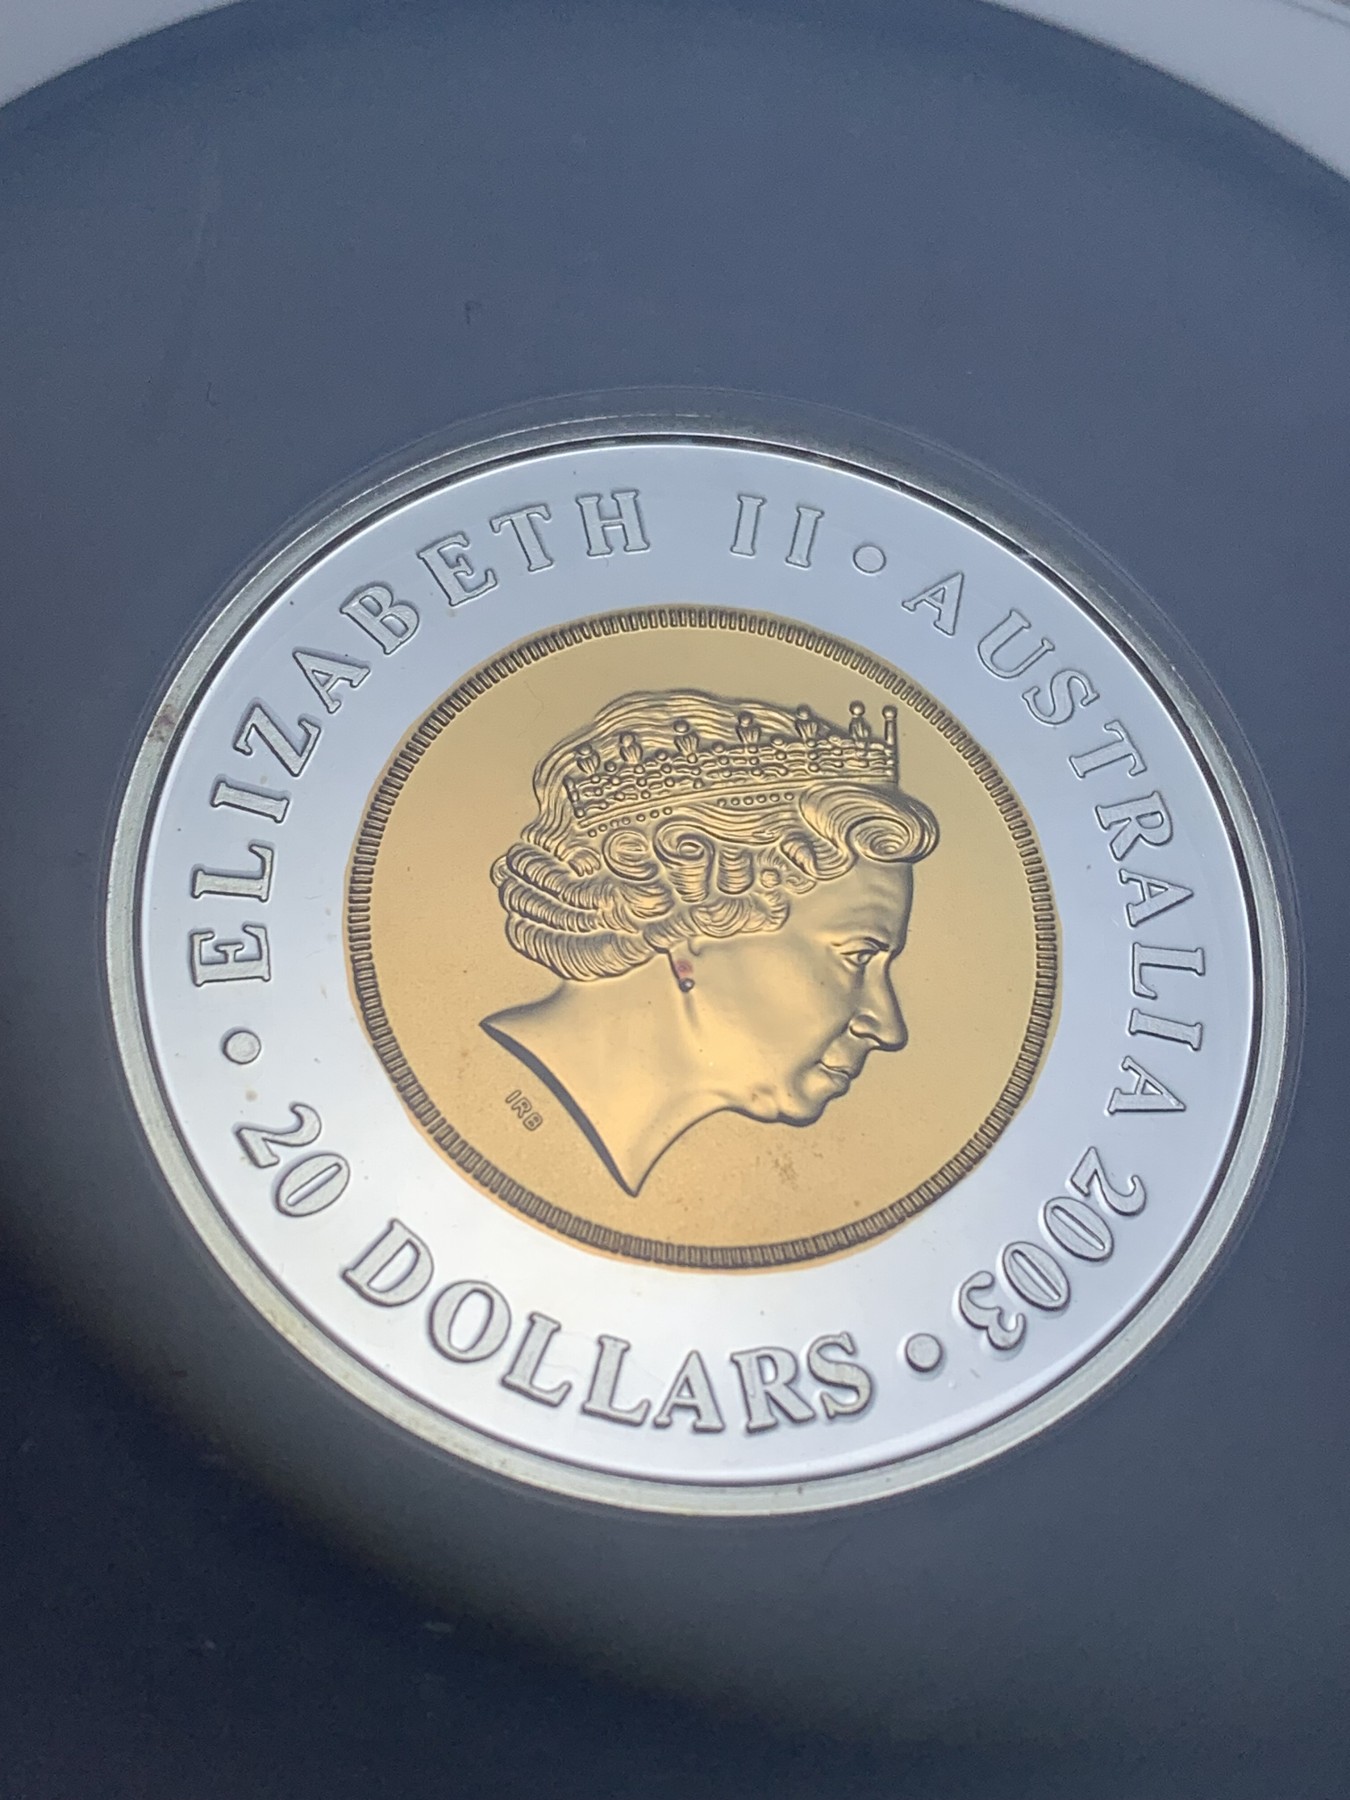 ELIZABETH II • AUSTRALIA 2003 •
20 DOLLARS •
IRB